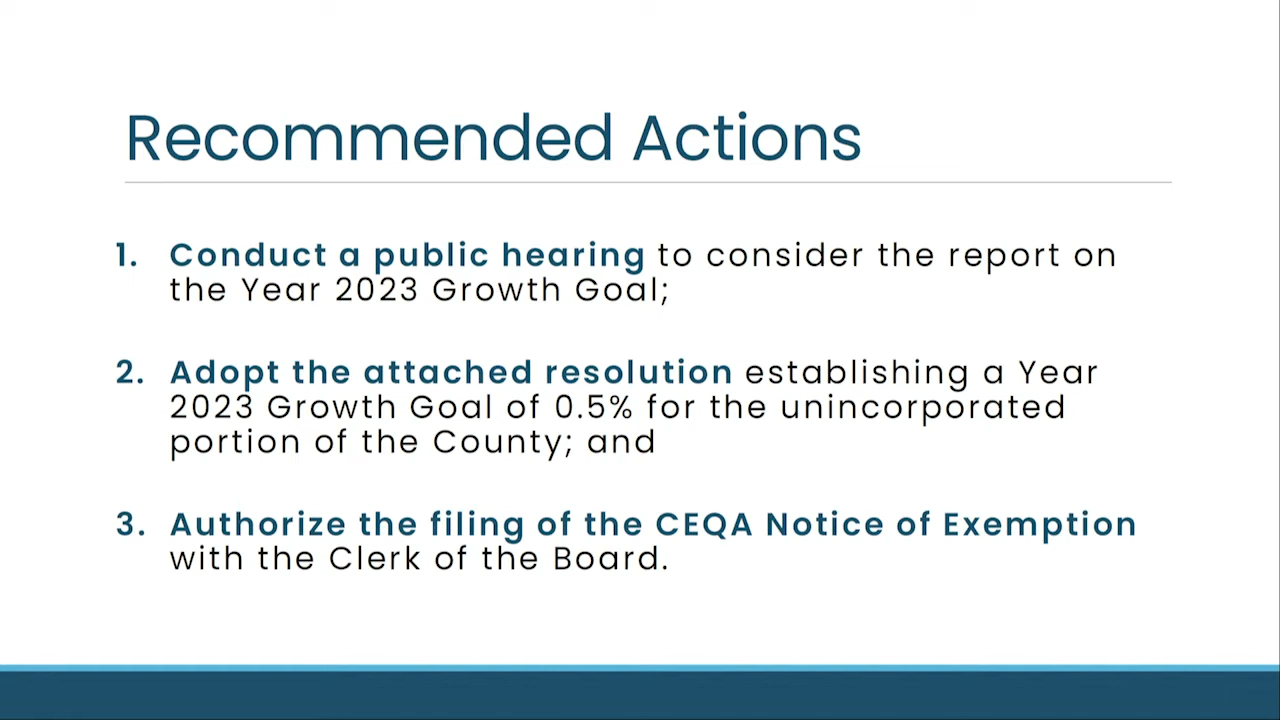 Recommended Actions
1. Conduct a public hearing to consider the report on
the Year 2023 Growth Goal;
2. Adopt the attached resolution establishing a Year
2023 Growth Goal of 0.5% for the unincorporated
portion of the County; and
3. Authorize the filing of the CEQA Notice of Exemption
with the Clerk of the Board.